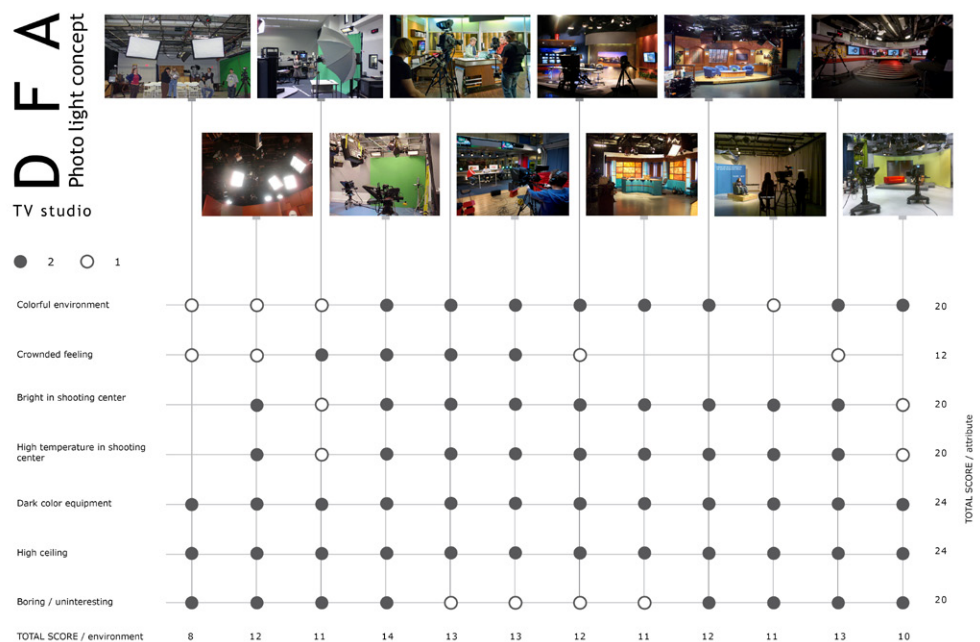 DFA
Photo light concept
TV studio
2 1
Colorful environment 20
Crownded feeling 12
Bright in shooting center 20
High temperature in shooting
center 20
Dark color equipment 24
High ceiling 24
Boring / uninteresting 20
TOTAL SCORE / attribute
TOTAL SCORE / environment 8 12 11 14 13 13 12 11 12 11 13 10